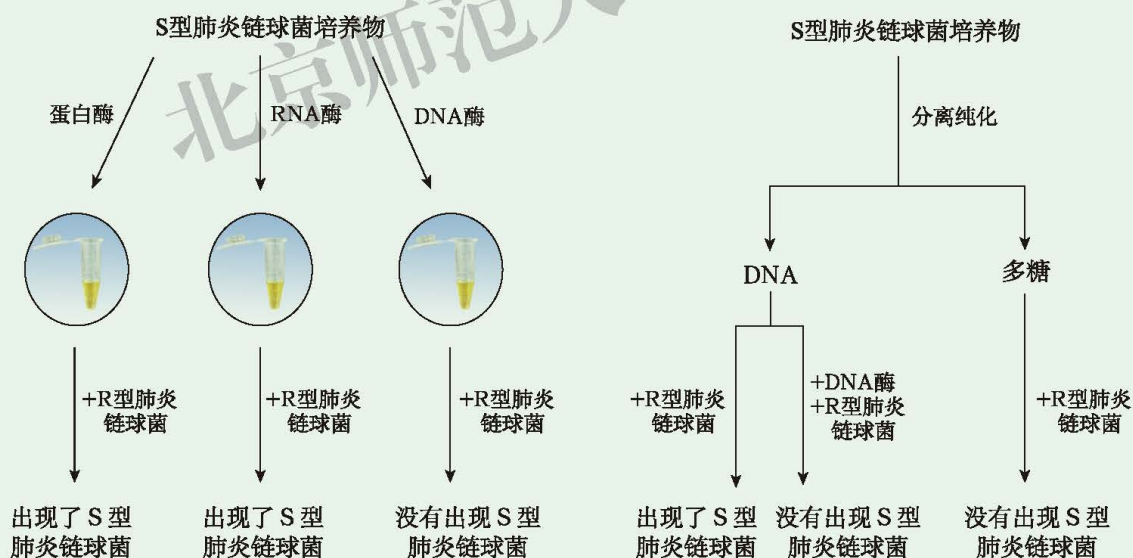 S型肺炎链球菌培养物
蛋白酶
RNA酶
DNA酶
+R型肺炎
链球菌
+R型肺炎
链球菌
+R型肺炎
链球菌
出现了 S 型
肺炎链球菌
出现了 S 型
肺炎链球菌
没有出现 S 型
肺炎链球菌
S型肺炎链球菌培养物
分离纯化
DNA
多糖
+R型肺炎
链球菌
+DNA酶
+R型肺炎
链球菌
+R型肺炎
链球菌
出现了 S 型
肺炎链球菌
没有出现 S 型
肺炎链球菌
没有出现 S 型
肺炎链球菌
北京师范大